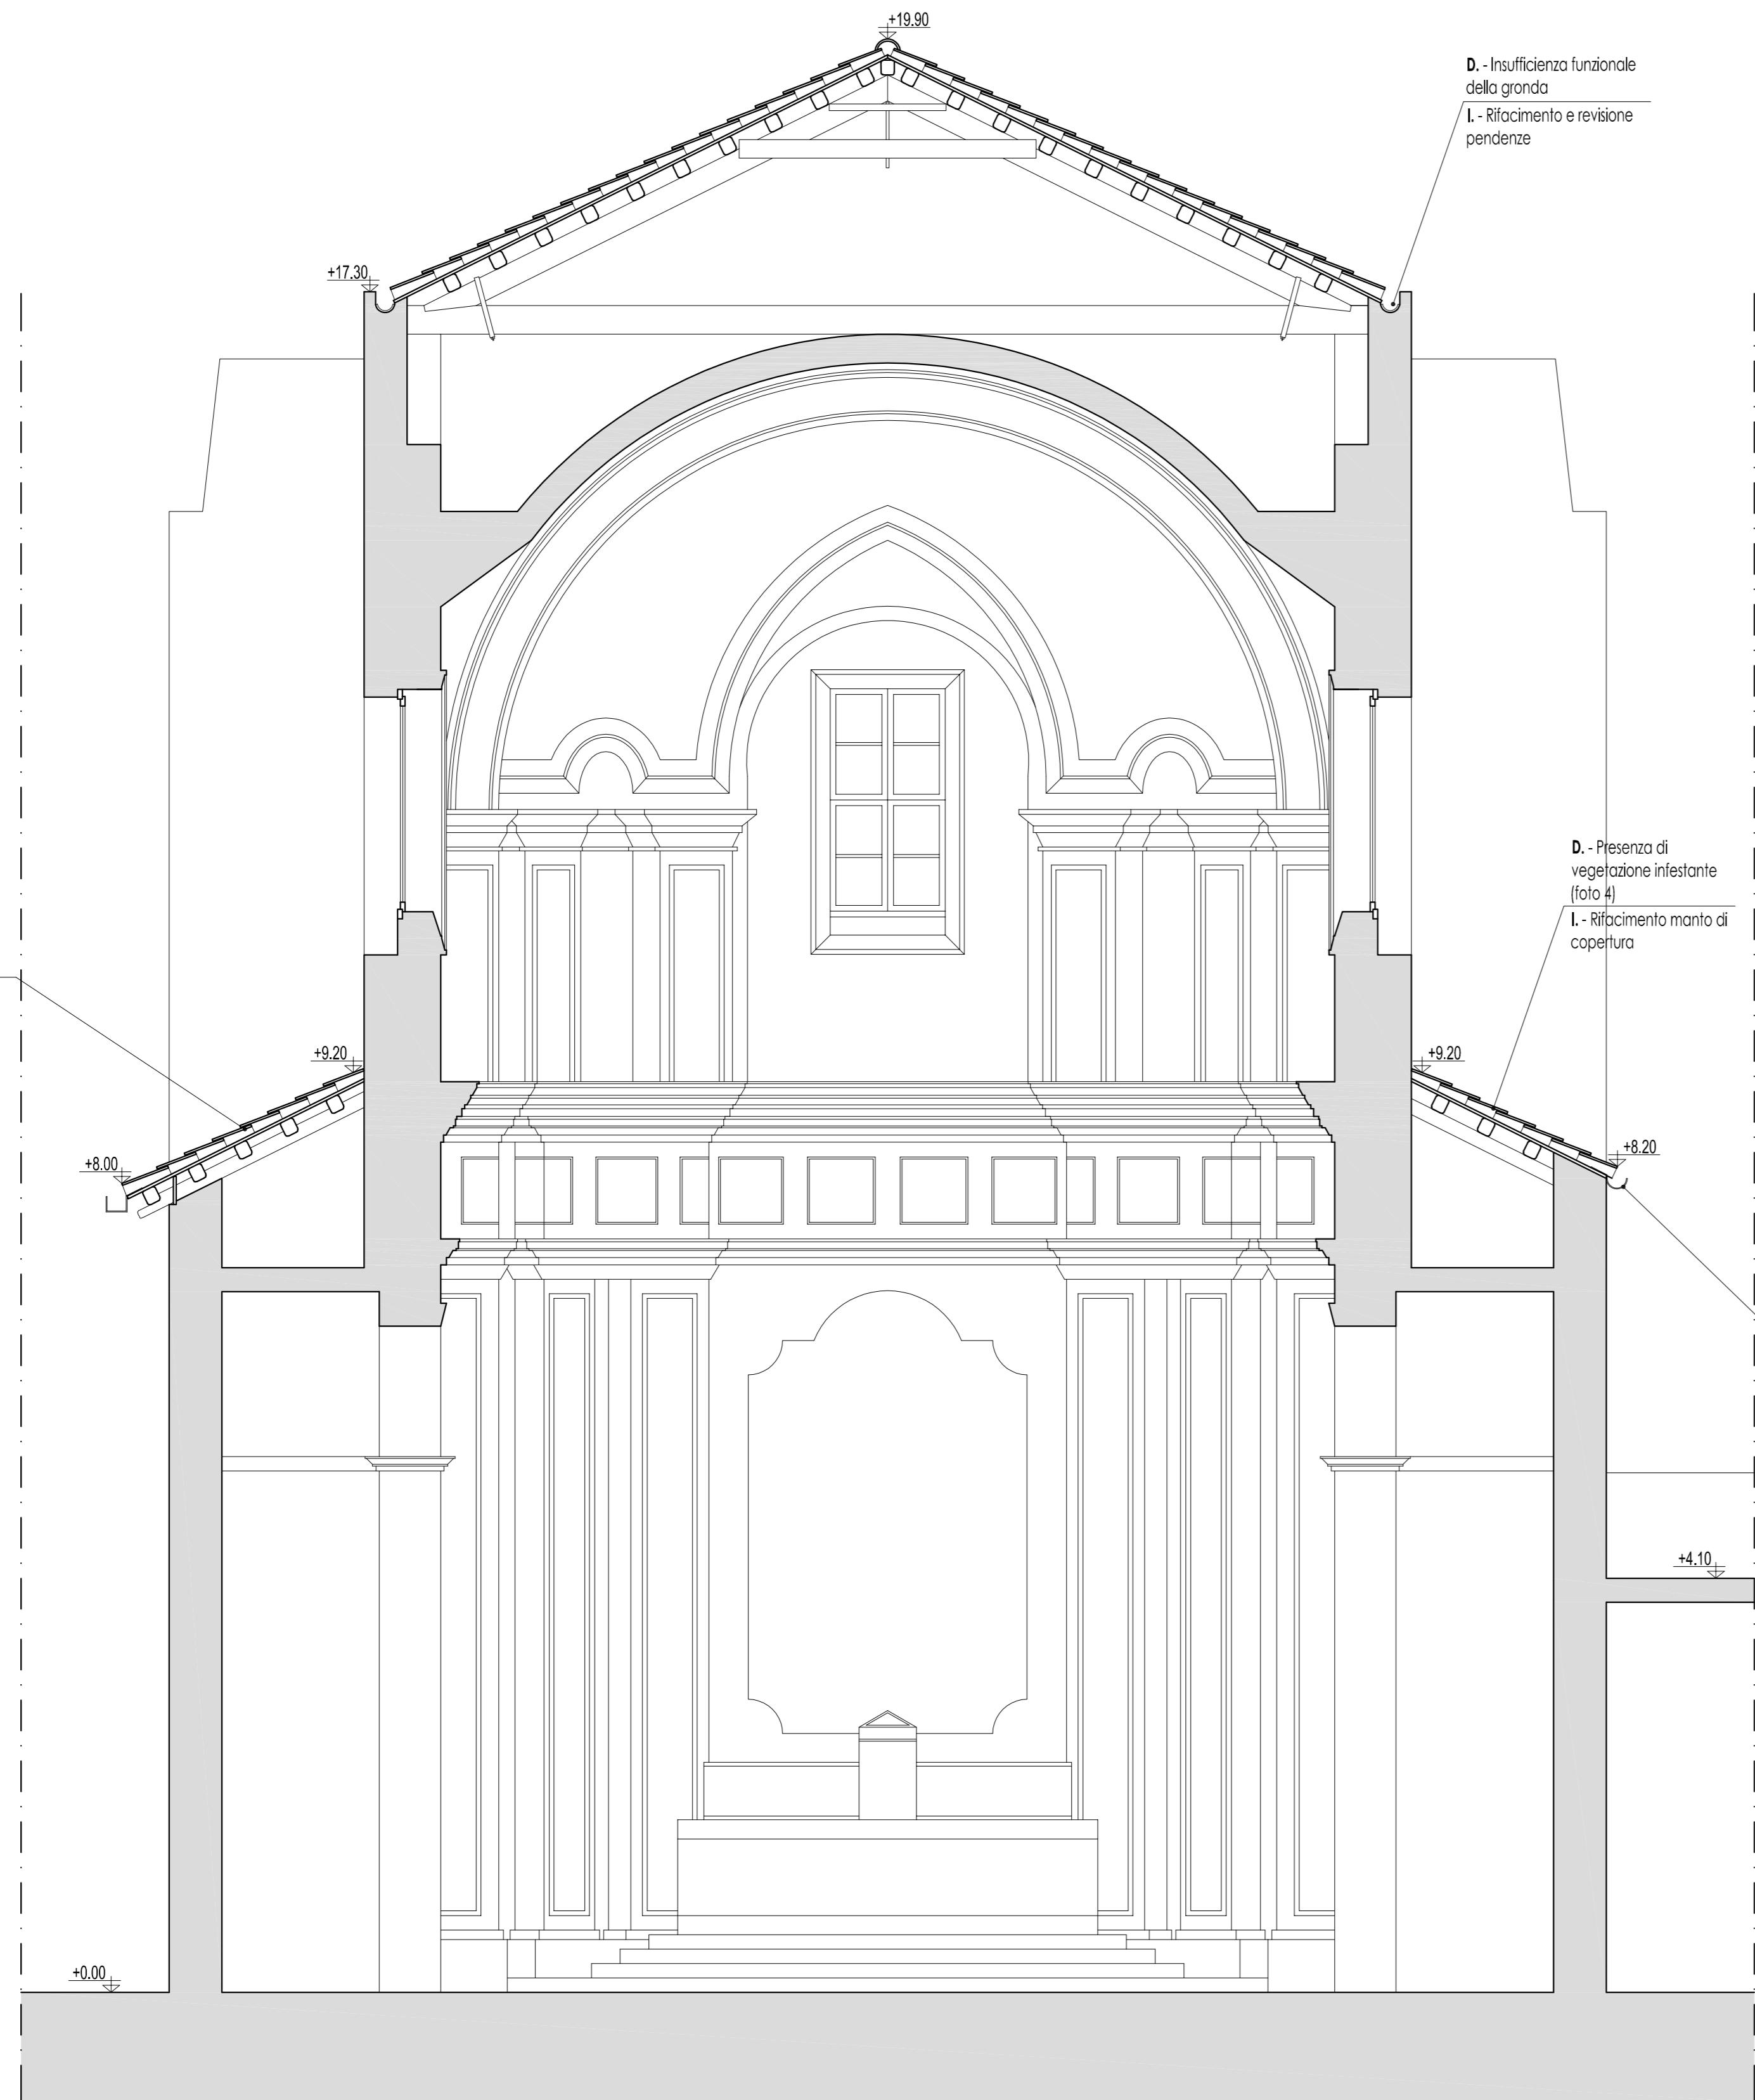 +19.90
D. - Insufficienza funzionale
della gronda
I. - Rifacimento e revisione
pendenze
+17.30
D. - Presenza di
vegetazione infestante
(foto 4)
I. - Rifacimento manto di
copertura
+9.20
+9.20
+8.00
+8.20
+4.10
+0.00